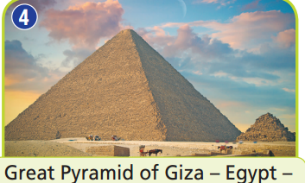 4
Great Pyramid of Giza – Egypt –